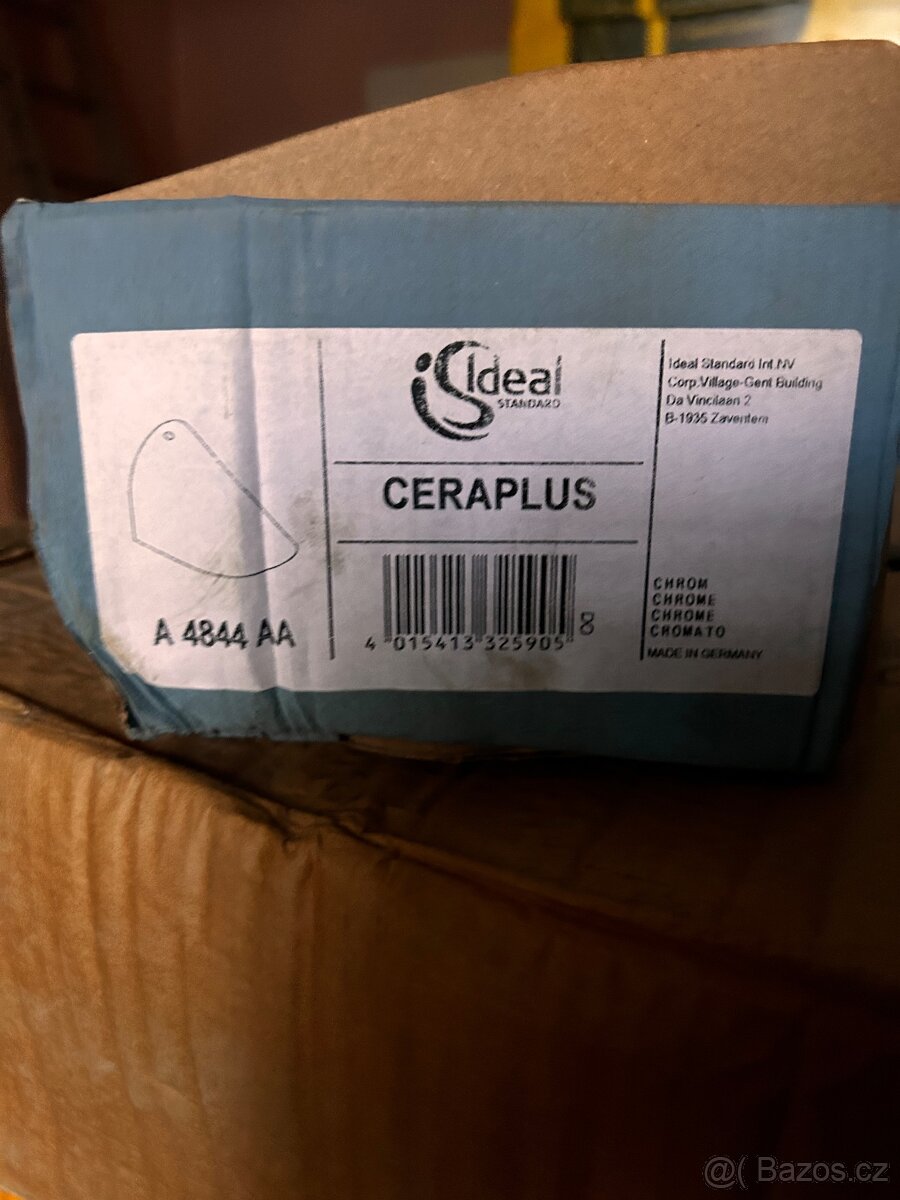 A 4844 AA
Ideal
STANDARD
CERAPLUS
4 015413 325905
DO
Ideal Standard Int.NV
Corp.Village-Gent Building
Da Vincilaan 2
B-1935 Zaventem
CHROM
CHROME
CHROME
CROMATO
MADE IN GERMANY
@( Bazos.cz